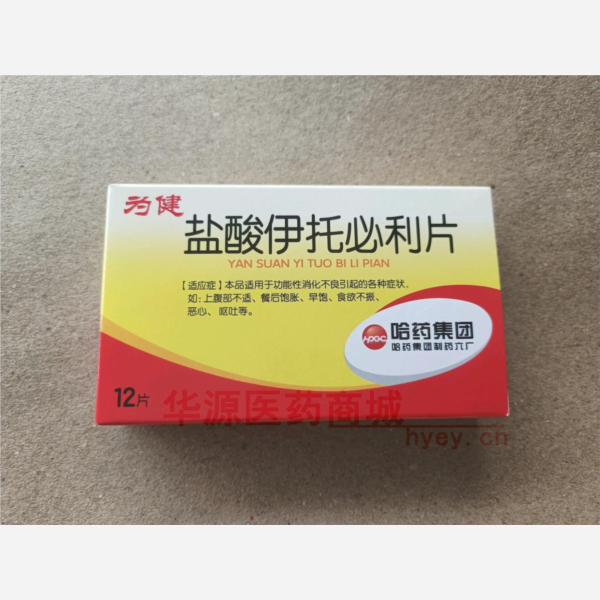 为健
盐酸伊托必利片
YAN SUAN YI TUO BI LI PIAN
【适应症】本品适用于功能性消化不良引起的各种症状,
如:上腹部不适、餐后饱胀、早饱、食欲不振、
恶心、呕吐等。
HPGC
哈药集团
哈药集团制药六厂
12片
华源医药商城
hyey.cn